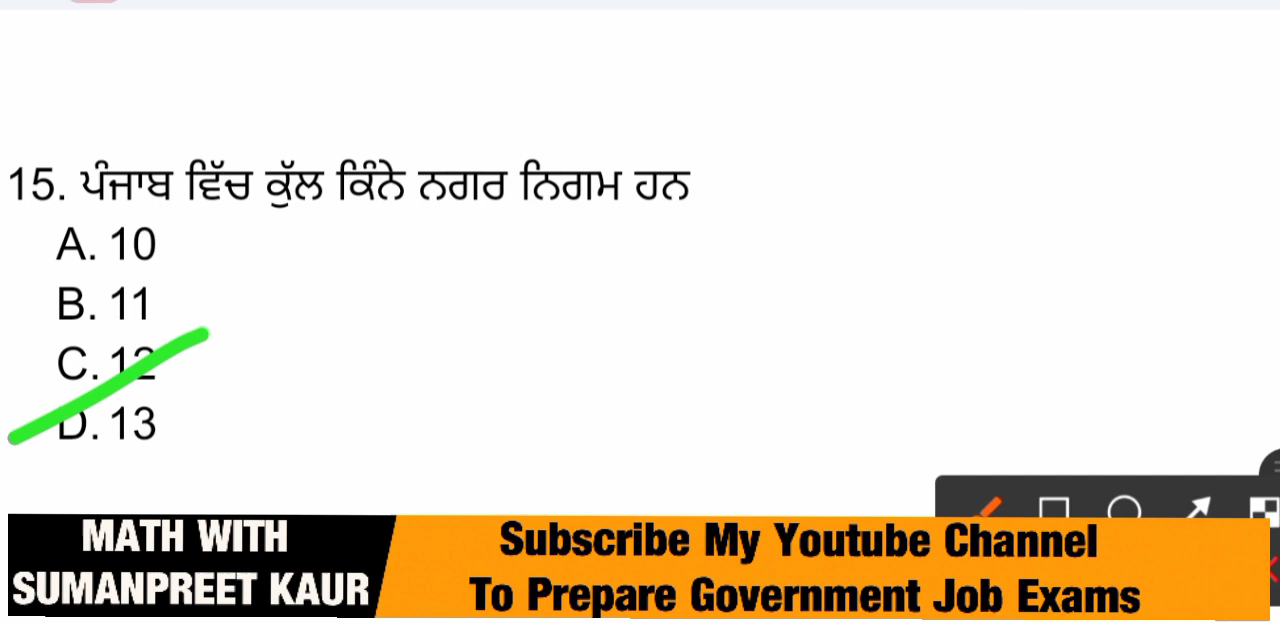 15. ਪੰਜਾਬ ਵਿੱਚ ਕੁੱਲ ਕਿੰਨੇ ਨਗਰ ਨਿਗਮ ਹਨ
A. 10
B. 11
C. 12
D. 13
MATH WITH
SUMANPREET KAUR
Subscribe My Youtube Channel
To Prepare Government Job Exams